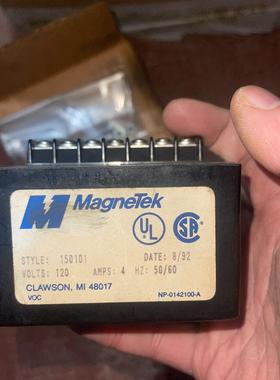 MagneTek
UL
SA
STYLE: 150101 DATE: 8/92
VOLTS: 120 AMPS: 4 HZ: 50/60
CLAWSON, MI 48017
VOC NP-0142100-A